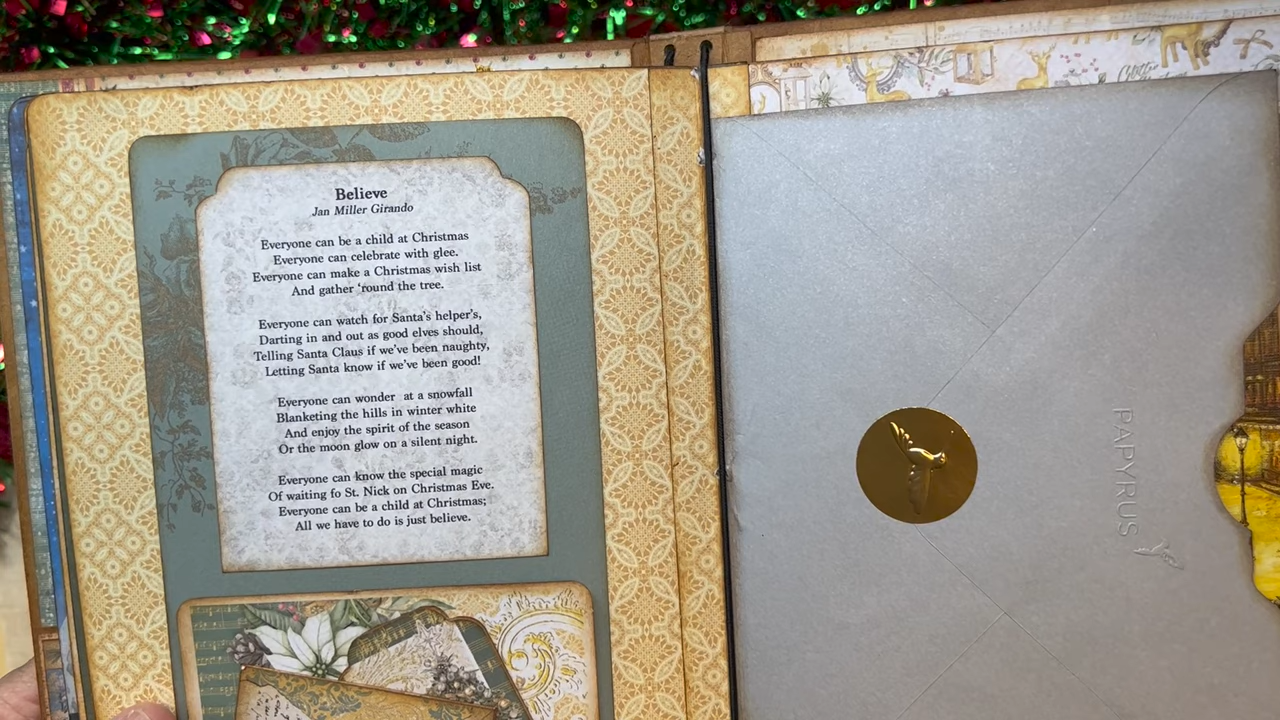 Believe
Jan Miller Girando
Everyone can be a child at Christmas
Everyone can celebrate with glee.
Everyone can make a Christmas wish list
And gather ‘round the tree.
Everyone can watch for Santa’s helper’s,
Darting in and out as good elves should,
Telling Santa Claus if we’ve been naughty,
Letting Santa know if we’ve been good!
Everyone can wonder at a snowfall
Blanketing the hills in winter white
And enjoy the spirit of the season
Or the moon glow on a silent night.
Everyone can know the special magic
Of waiting fo St. Nick on Christmas Eve.
Everyone can be a child at Christmas;
All we have to do is just believe.
PAPYRUS